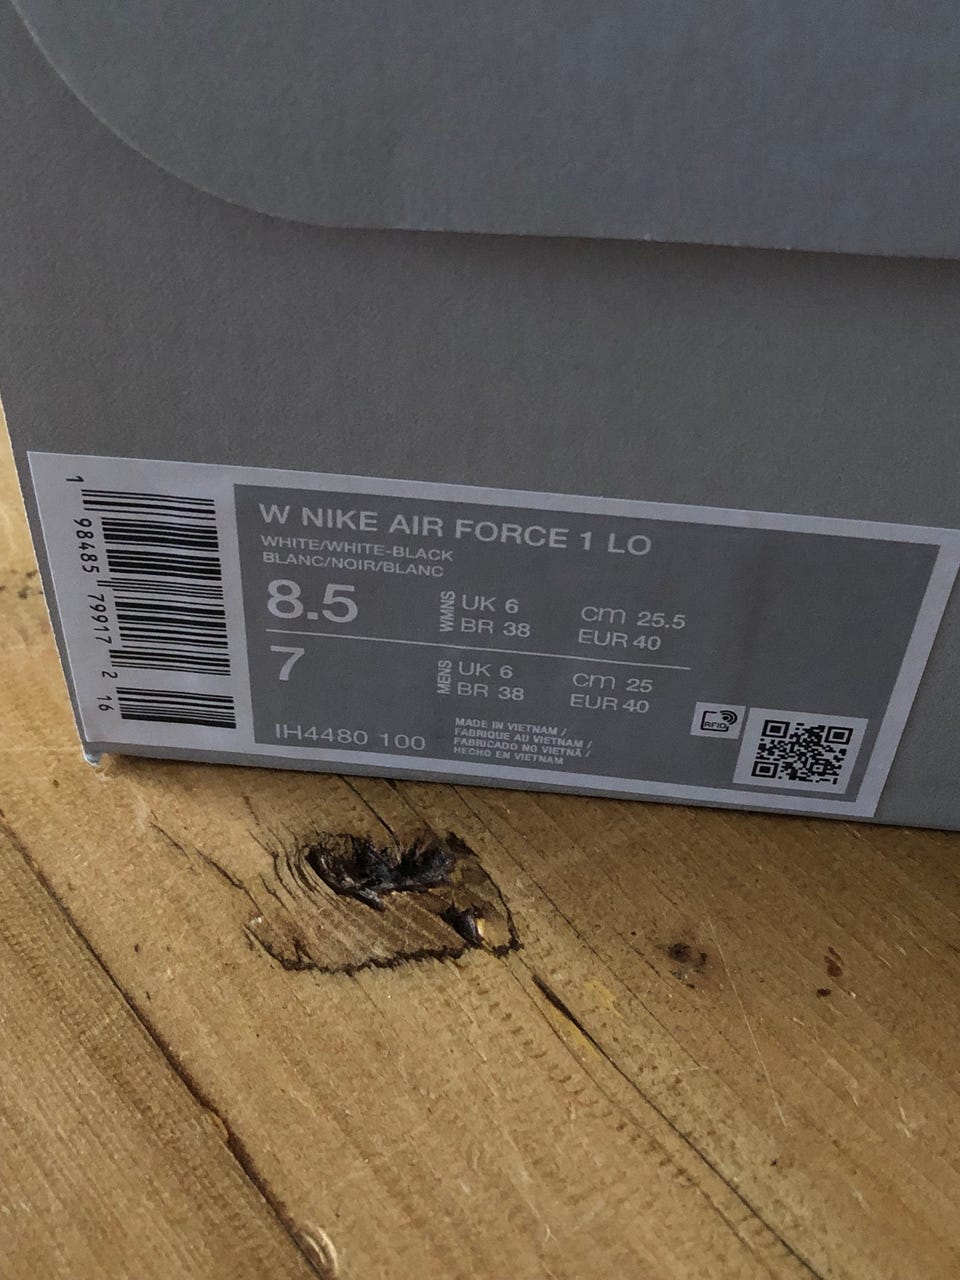 1 98485 79917 2 16
W NIKE AIR FORCE 1 LO
WHITE/WHITE-BLACK
BLANC/NOIR/BLANC
8.5
WMNS
UK 6 cm 25.5
BR 38 EUR 40
7
MENS
UK 6 cm 25
BR 38 EUR 40
IH4480 100
MADE IN VIETNAM /
FABRIQUE AU VIETNAM /
FABRICADO NO VIETNÃ /
HECHO EN VIETNAM
RFID